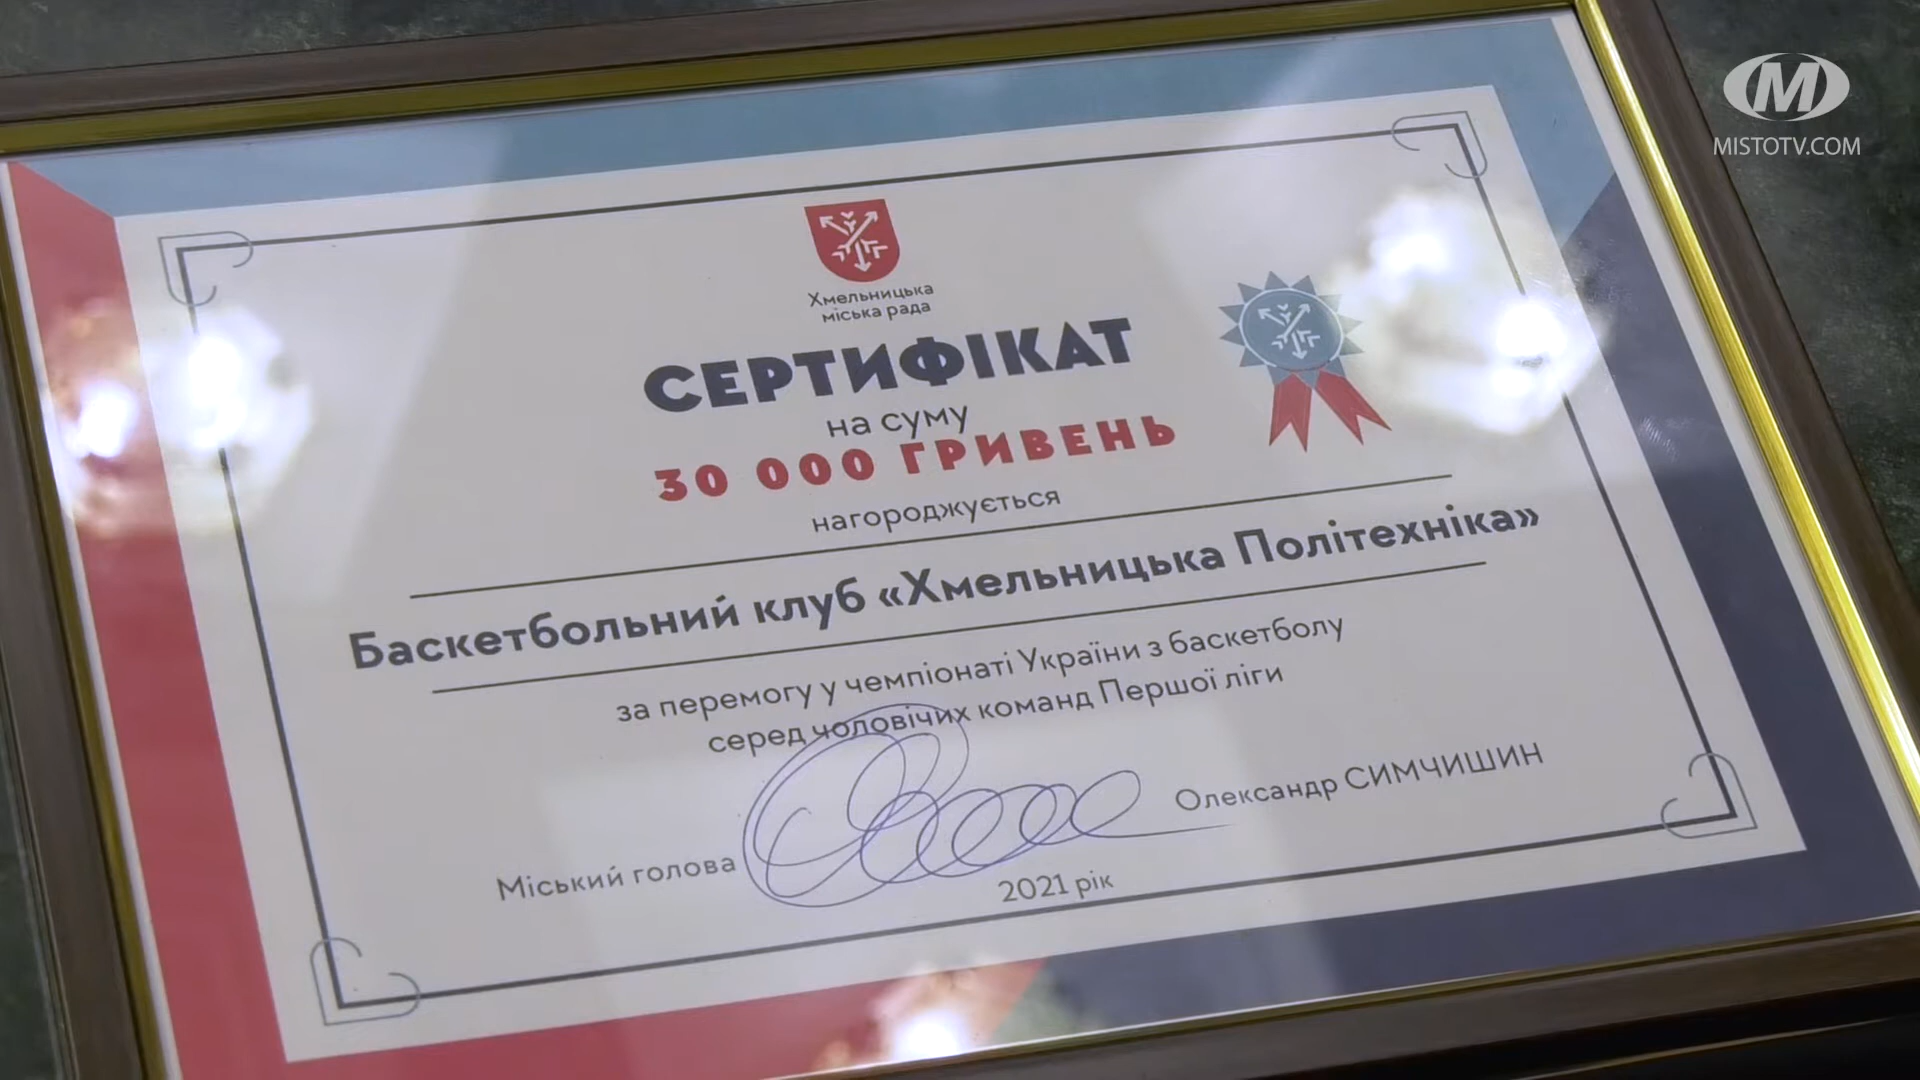 M
MISTOTV.COM
Хмельницька
міська рада
СЕРТИФІКАТ
на суму
30 000 ГРИВЕНЬ
нагороджується
Баскетбольний клуб «Хмельницька Політехніка»
за перемогу у чемпіонаті України з баскетболу
серед чоловічих команд Першої ліги
Міський голова
Олександр СИМЧИШИН
2021 рік